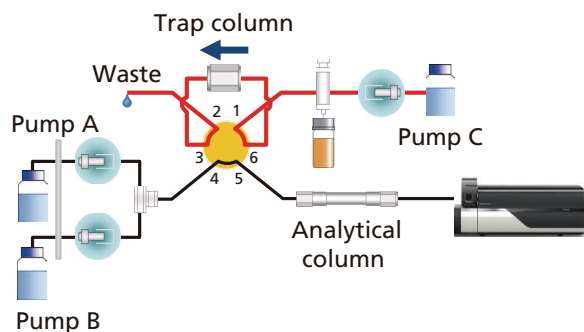 Trap column
Waste
2 1
Pump A
3 6
4 5
Pump C
Analytical
column
Pump B